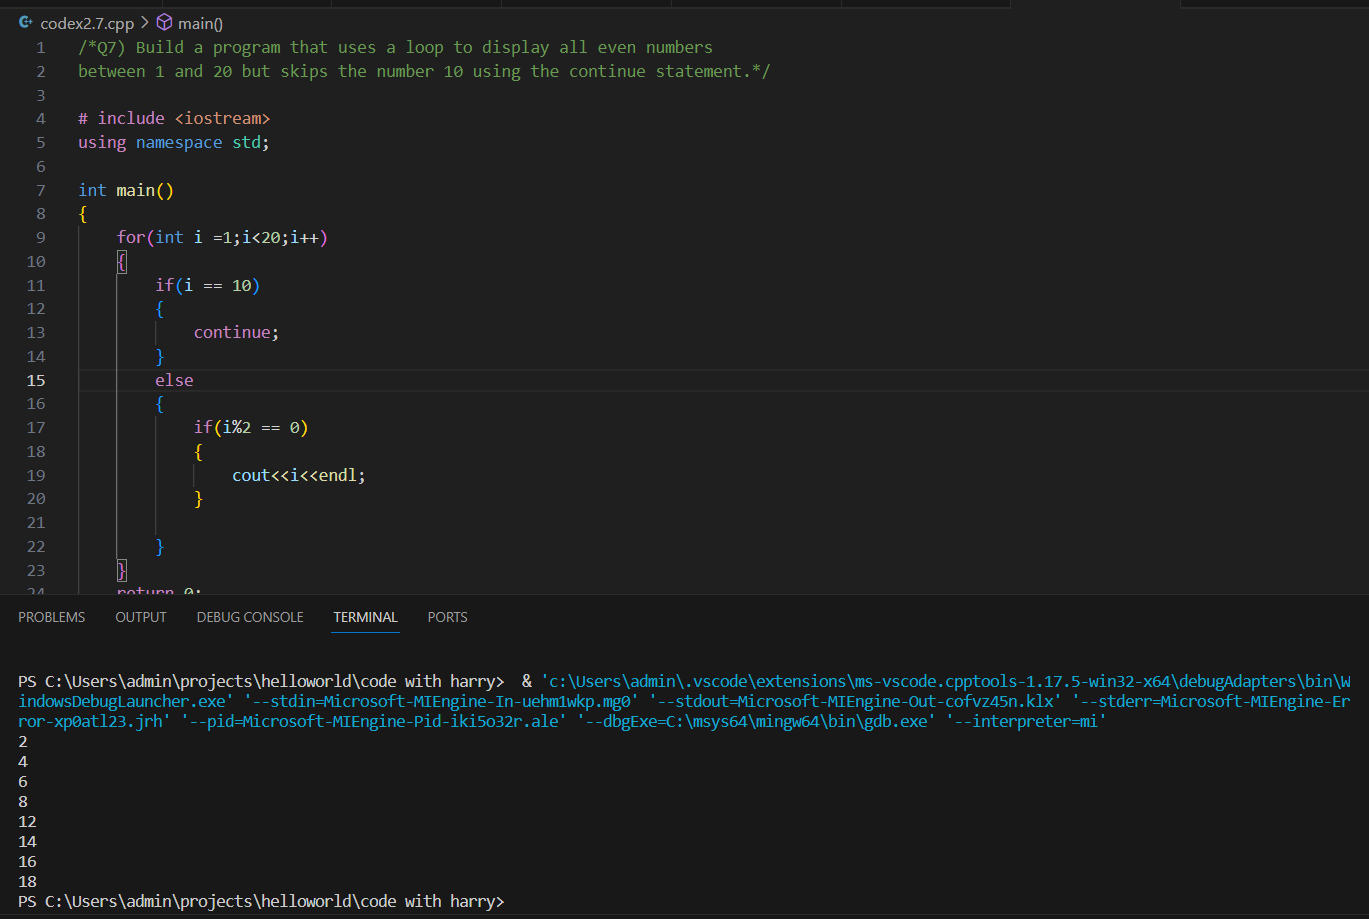 codex2.7.cpp > main()
1 /*Q7) Build a program that uses a loop to display all even numbers
2 between 1 and 20 but skips the number 10 using the continue statement.*/
3
4 # include <iostream>
5 using namespace std;
6
7 int main()
8 {
9 for(int i =1;i<20;i++)
10 {
11 if(i == 10)
12 {
13 continue;
14 }
15 else
16 {
17 if(i%2 == 0)
18 {
19 cout<<i<<endl;
20 }
21
22 }
23 }
24 return 0;
PROBLEMS OUTPUT DEBUG CONSOLE TERMINAL PORTS
PS C:\Users\admin\projects\helloworld\code with harry> & 'c:\Users\admin\.vscode\extensions\ms-vscode.cpptools-1.17.5-win32-x64\debugAdapters\bin\W
indowsDebugLauncher.exe' '--stdin=Microsoft-MIEngine-In-uehm1wkp.mg0' '--stdout=Microsoft-MIEngine-Out-cofvz45n.klx' '--stderr=Microsoft-MIEngine-Er
ror-xp0atl23.jrh' '--pid=Microsoft-MIEngine-Pid-iki5o32r.ale' '--dbgExe=C:\msys64\mingw64\bin\gdb.exe' '--interpreter=mi'
2
4
6
8
12
14
16
18
PS C:\Users\admin\projects\helloworld\code with harry>